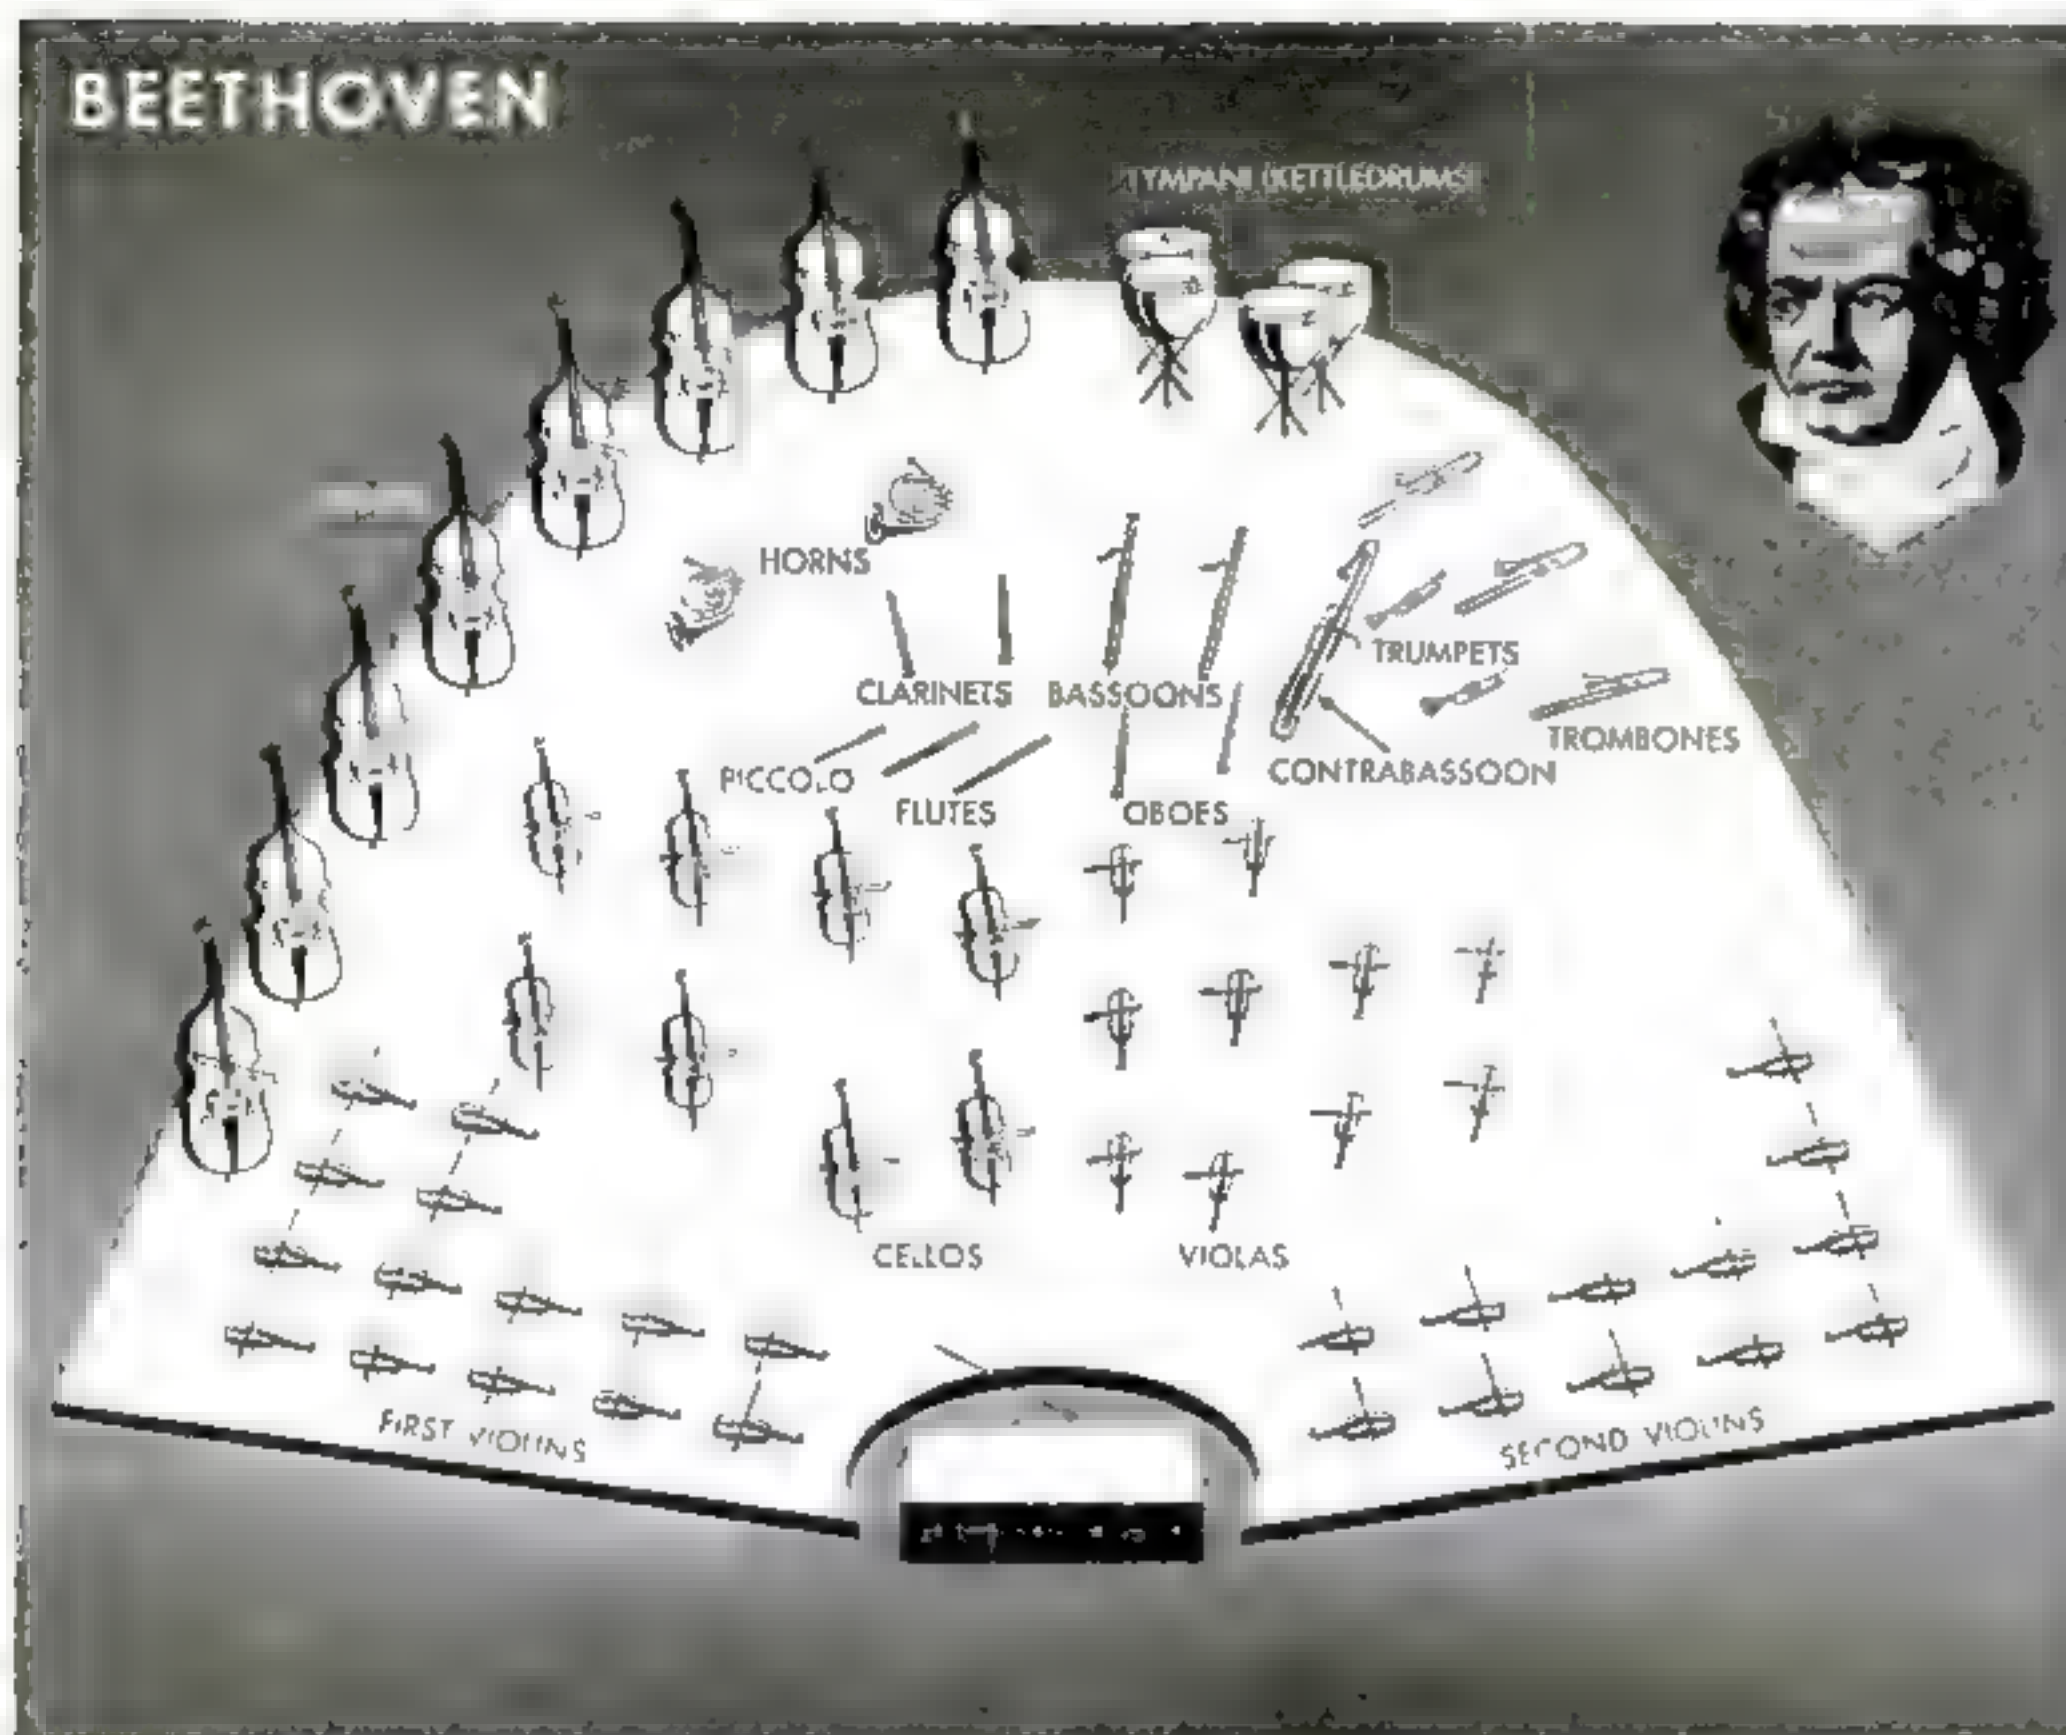 BEETHOVEN
TYMPANI (KETTLEDRUMS)
HORNS
TRUMPETS
CLARINETS
BASSOONS
TROMBONES
PICCOLO
CONTRABASSOON
FLUTES
OBOES
CELLOS
VIOLAS
FIRST VIOLINS
SECOND VIOLINS